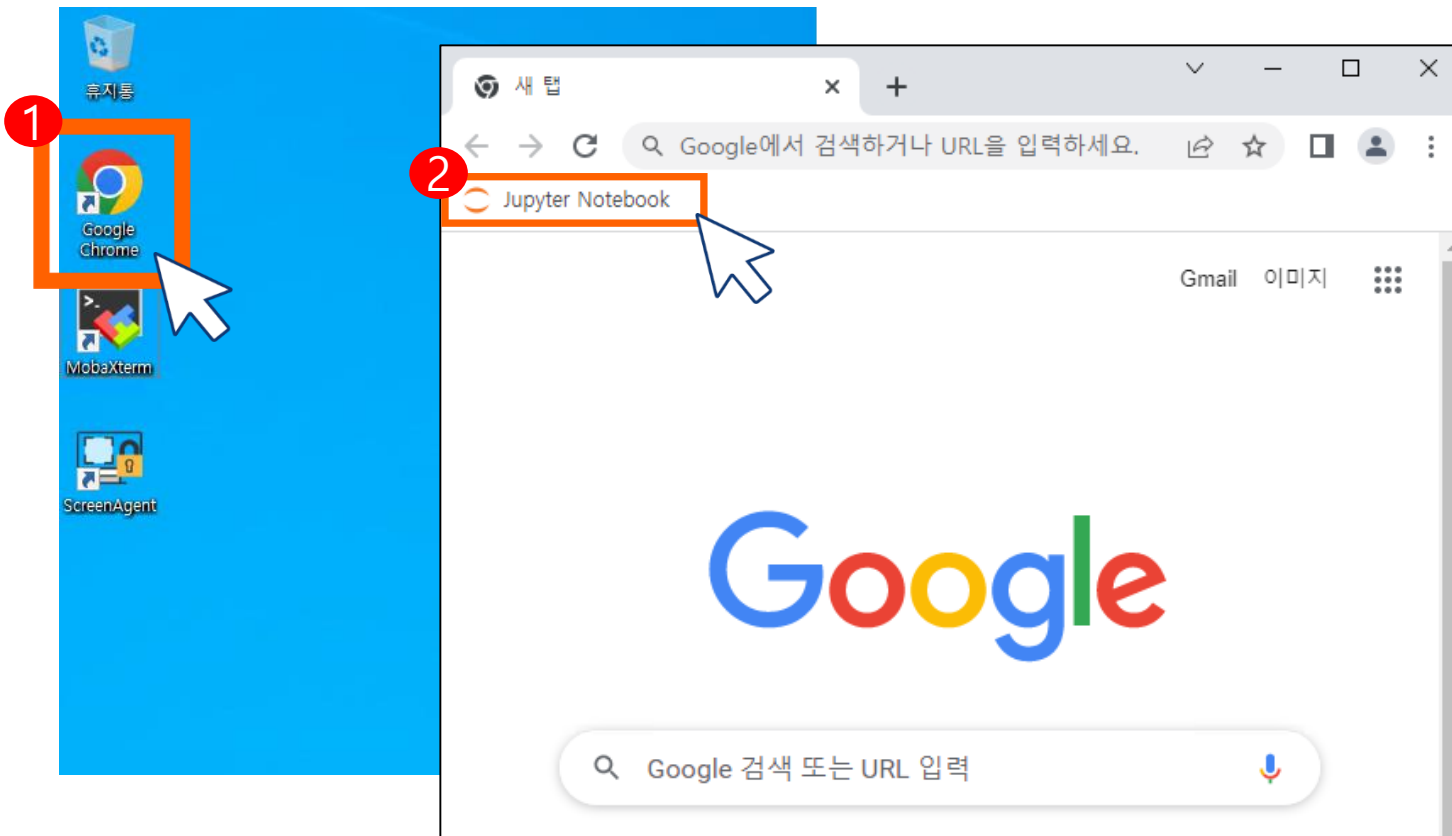 휴지통
1
Google
Chrome
>_
MobaXterm
ScreenAgent
새 탭
Google에서 검색하거나 URL을 입력하세요.
2
Jupyter Notebook
Gmail 이미지
Google
Google 검색 또는 URL 입력